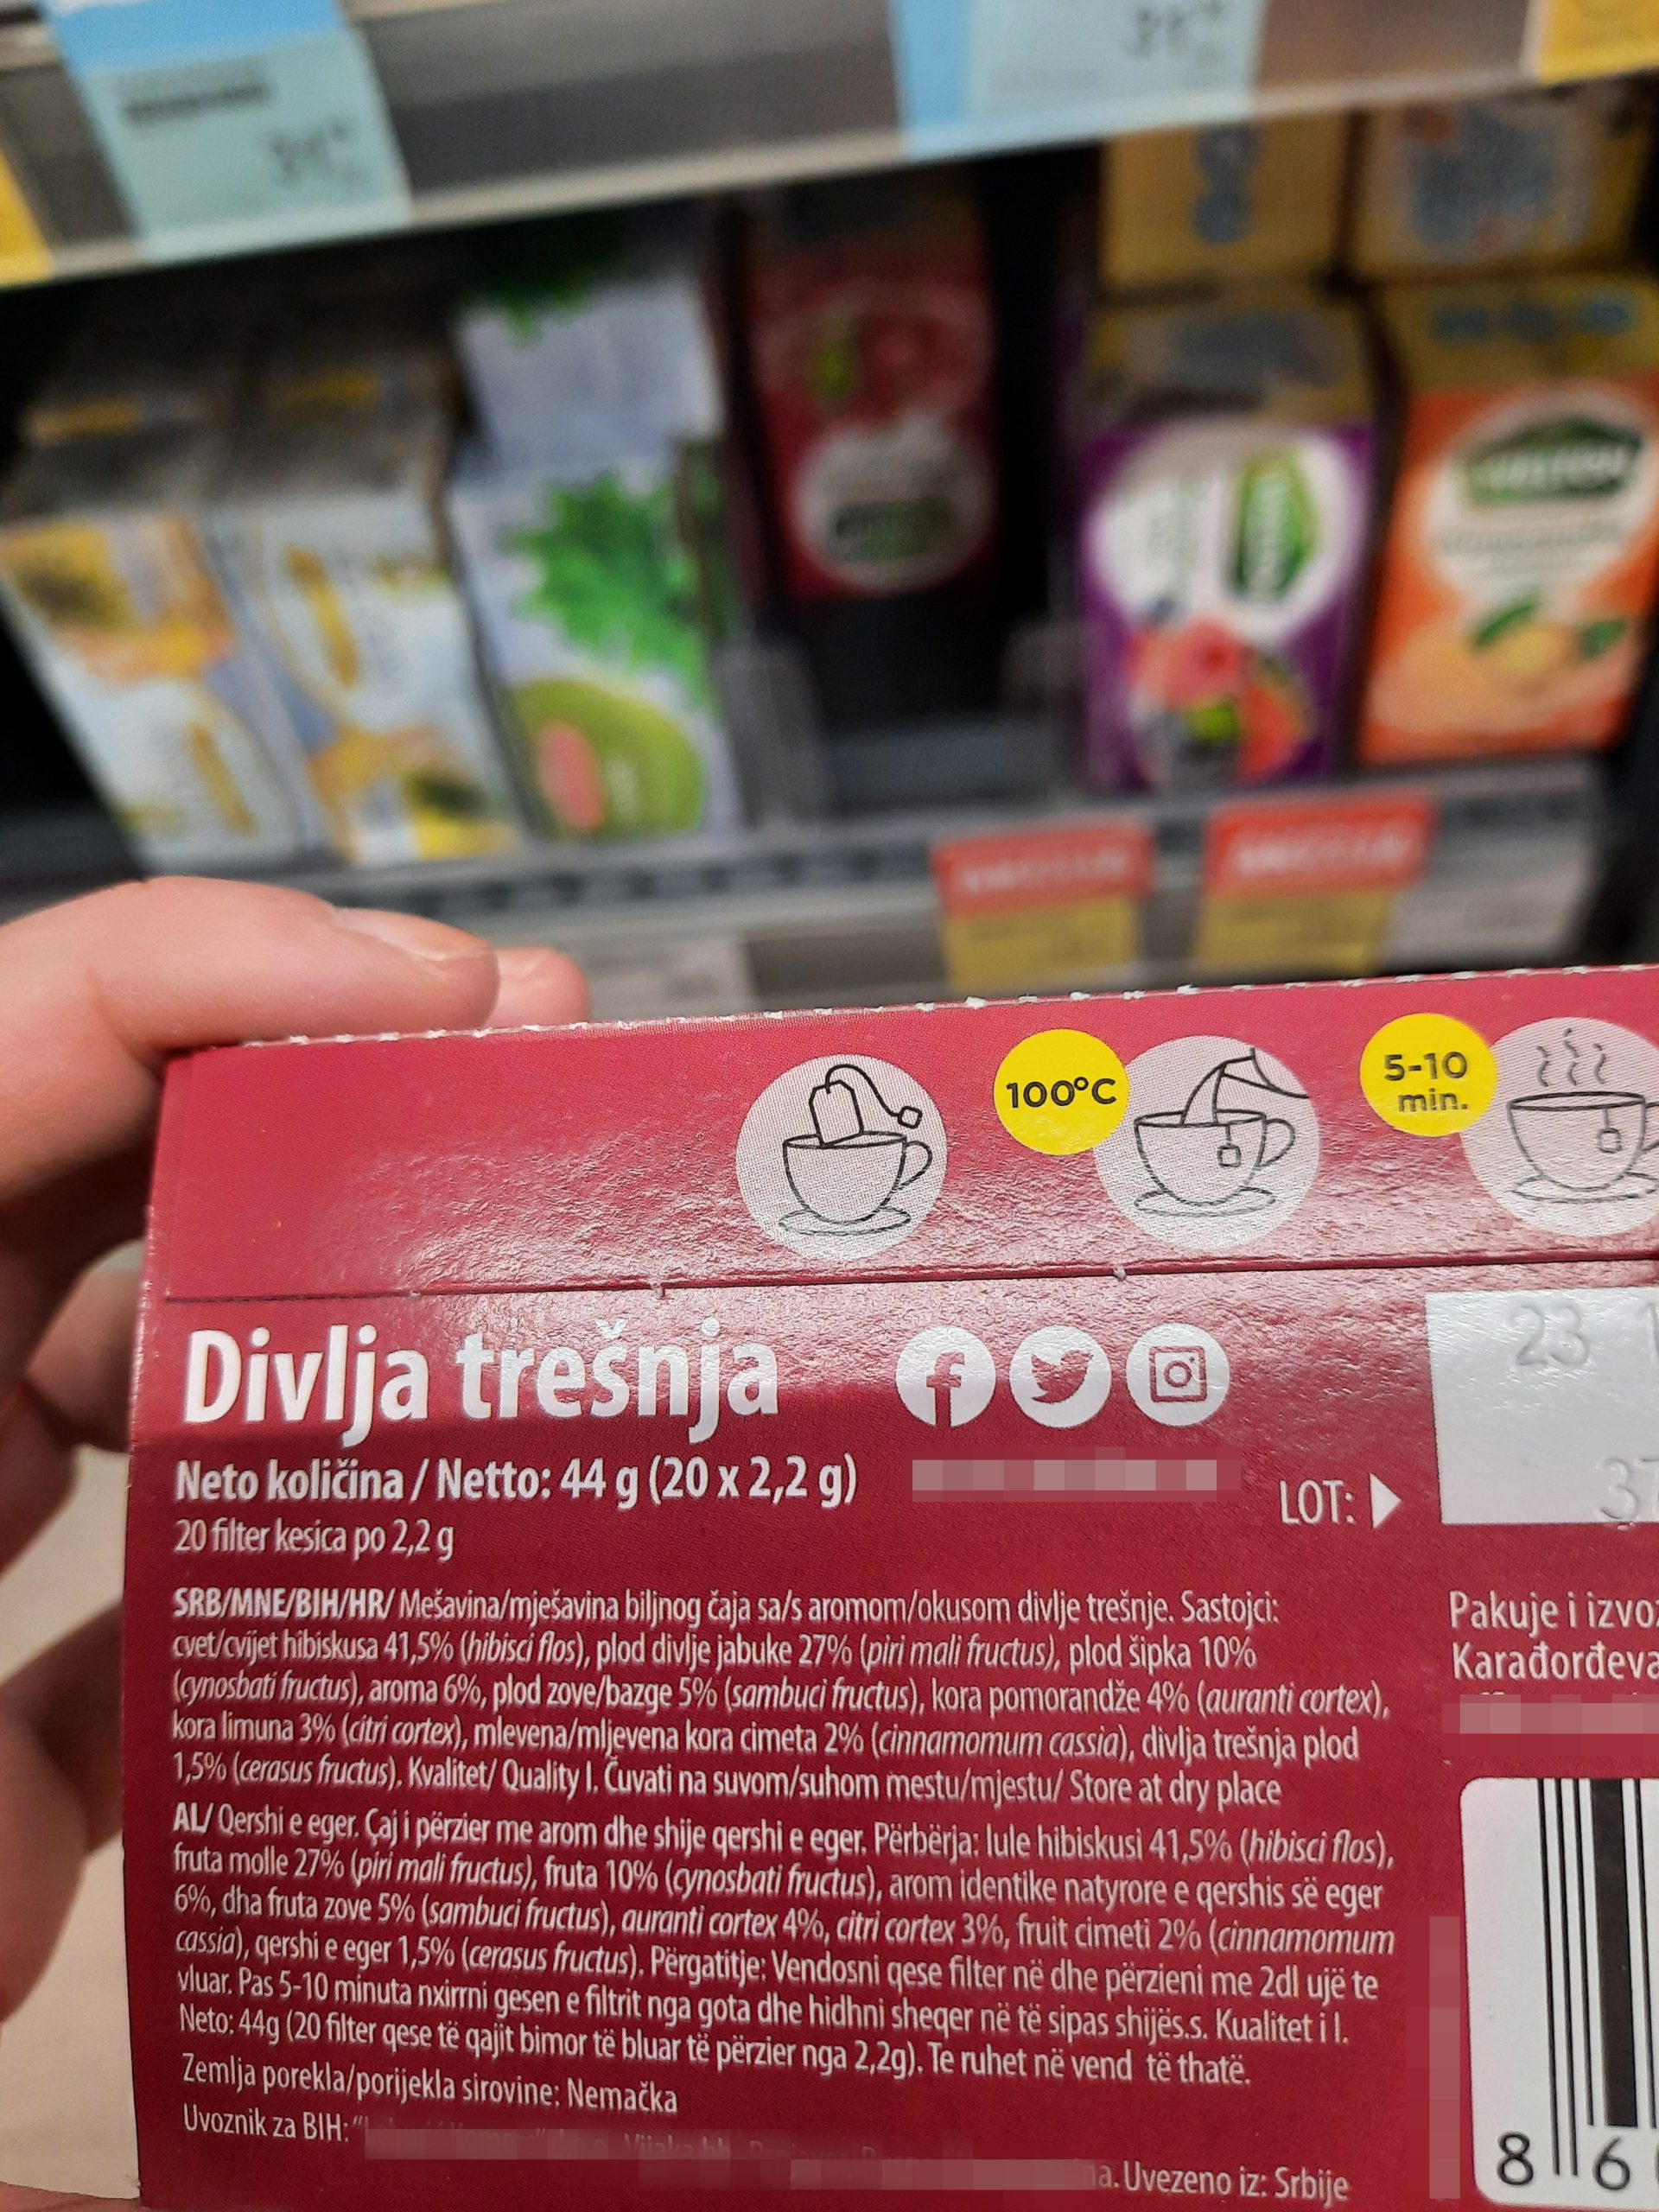 100°C
5-10
min.
Divlja trešnja
23
Neto količina / Netto: 44 g (20 x 2,2 g)
LOT:
37
20 filter kesica po 2,2 g
SRB/MNE/BIH/HR/ Mešavina/mješavina biljnog čaja sa/s aromom/okusom divlje trešnje. Sastojci:
cvet/cvijet hibiskusa 41,5% (hibisci flos), plod divlje jabuke 27% (piri mali fructus), plod šipka 10%
(cynosbati fructus), aroma 6%, plod zove/bazge 5% (sambuci fructus), kora pomorandže 4% (auranti cortex),
kora limuna 3% (citri cortex), mlevena/mljevena kora cimeta 2% (cinnamomum cassia), divlja trešnja plod
1,5% (cerasus fructus). Kvalitet/ Quality I. Čuvati na suvom/suhom mestu/mjestu/ Store at dry place
AL/ Qershi e eger. Çaj i përzier me arom dhe shije qershi e eger. Përbërja: lule hibiskusi 41,5% (hibisci flos),
fruta molle 27% (piri mali fructus), fruta 10% (cynosbati fructus), arom identike natyrore e qershis së eger
6%, dha fruta zove 5% (sambuci fructus), auranti cortex 4%, citri cortex 3%, fruit cimeti 2% (cinnamomum
cassia), qershi e eger 1,5% (cerasus fructus). Përgatitje: Vendosni qese filter në dhe përzieni me 2dl ujë te
vluar. Pas 5-10 minuta nxirrni gesen e filtrit nga gota dhe hidhni sheqer në të sipas shijës.s. Kualitet i I.
Neto: 44g (20 filter qese të qajit bimor të bluar të përzier nga 2,2g). Te ruhet në vend të thatë.
Zemlja porekla/porijekla sirovine: Nemačka
Uvoznik za BIH:
Uvezeno iz: Srbije
Pakuje i
Karađorđeva
8 6